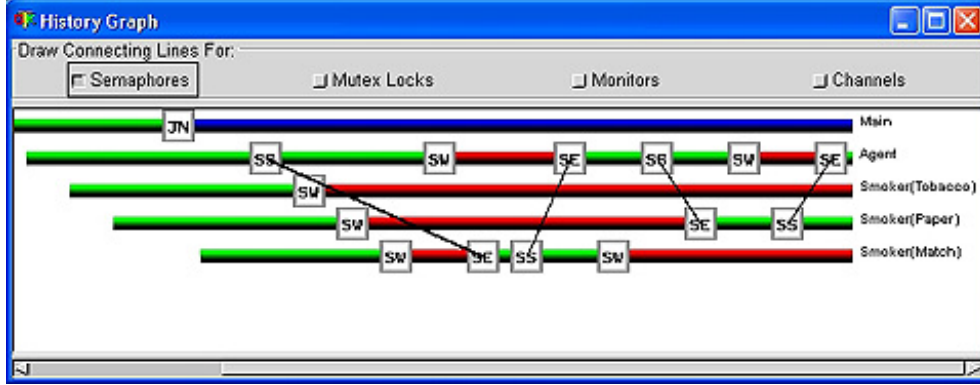 History Graph
Draw Connecting Lines For:
Semaphores Mutex Locks Monitors Channels
JN Main
SS SW SE SS SW SE Agent
SW Smoker(Tobacco)
SW SE SS Smoker(Paper)
SW SE SS SW Smoker(Match)